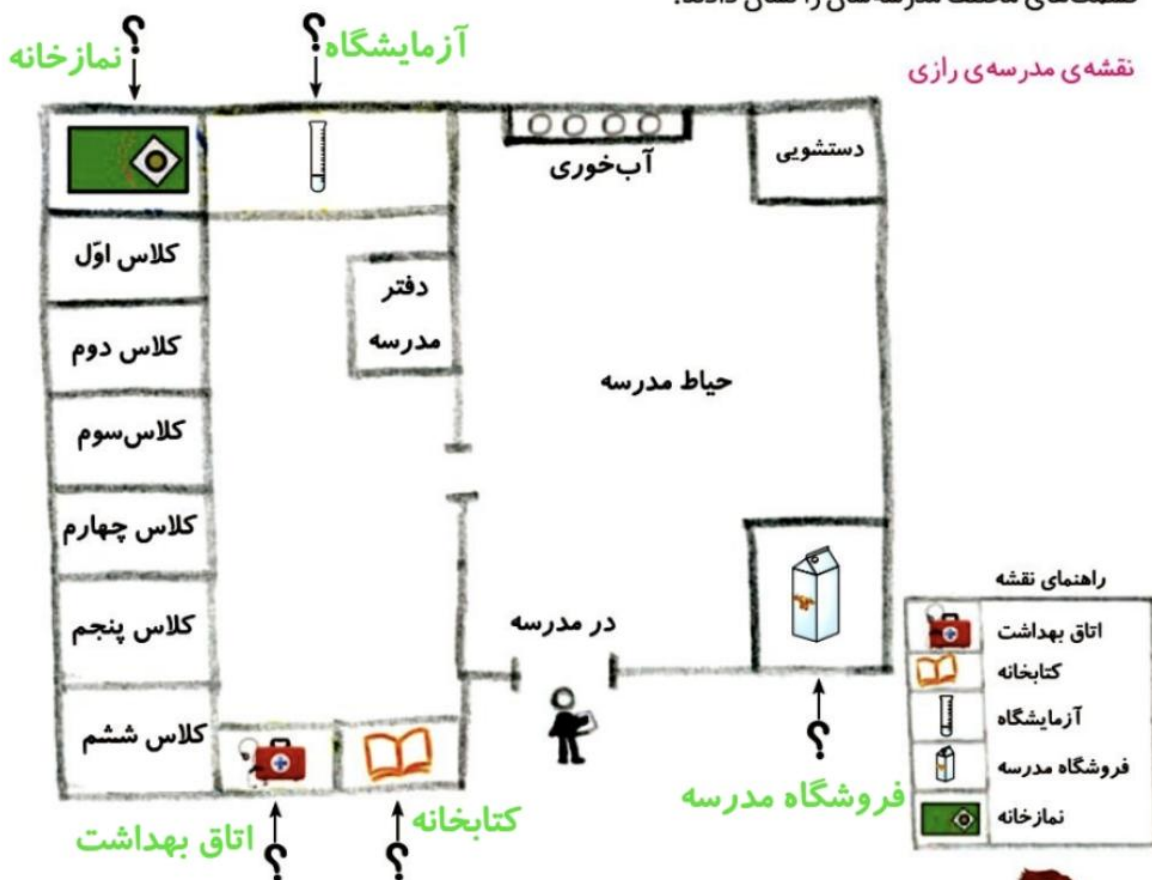 نقشه‌ی مدرسه‌ی رازی
؟ آزمایشگاه
؟ نمازخانه
دستشویی
آب‌خوری
کلاس اوّل
دفتر
مدرسه
کلاس دوم
حیاط مدرسه
کلاس سوم
کلاس چهارم
کلاس پنجم
در مدرسه
کلاس ششم
؟
فروشگاه مدرسه
کتابخانه
؟
اتاق بهداشت
؟
راهنمای نقشه
اتاق بهداشت
کتابخانه
آزمایشگاه
فروشگاه مدرسه
نمازخانه